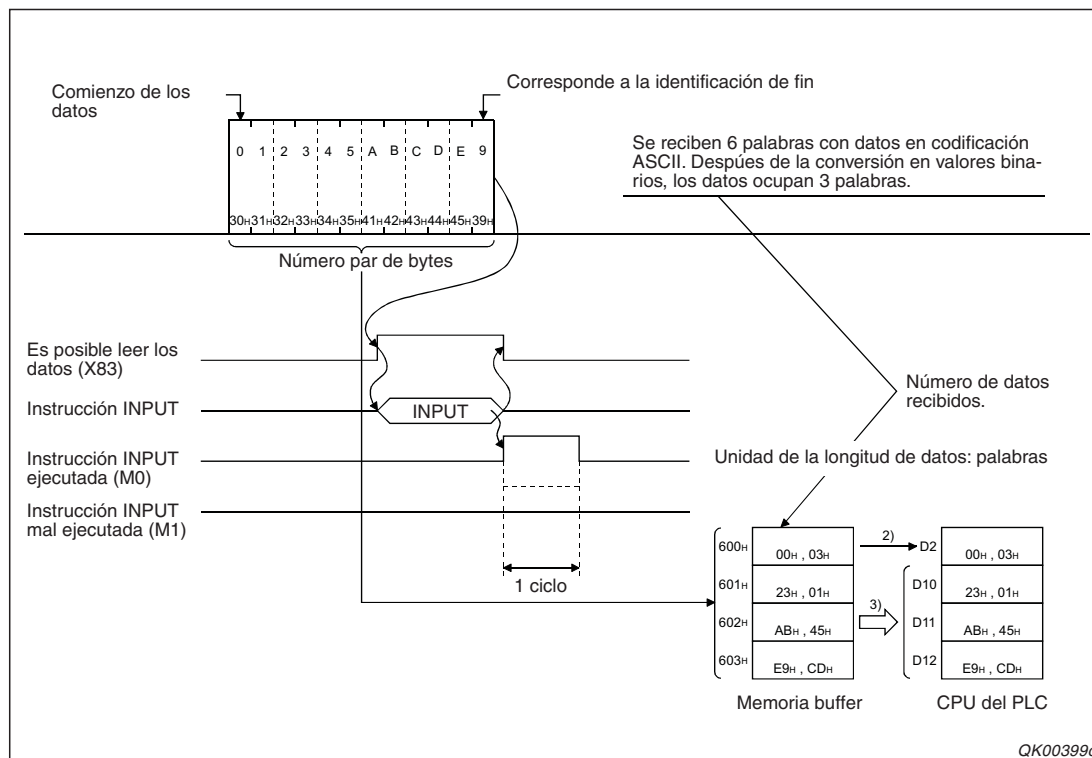 Comienzo de los
datos
Corresponde a la identificación de fin
0 1 2 3 4 5 A B C D E 9
30H 31H 32H 33H 34H 35H 41H 42H 43H 44H 45H 39H
Número par de bytes
Se reciben 6 palabras con datos en codificación
ASCII. Despúes de la conversión en valores bina-
rios, los datos ocupan 3 palabras.
Es posible leer los
datos (X83)
Instrucción INPUT
INPUT
Instrucción INPUT
ejecutada (M0)
Instrucción INPUT
mal ejecutada (M1)
1 ciclo
Número de datos
recibidos.
Unidad de la longitud de datos: palabras
600H 00H , 03H 2) D2 00H , 03H
601H 23H , 01H D10 23H , 01H
602H ABH , 45H 3) D11 ABH , 45H
603H E9H , CDH D12 E9H , CDH
Memoria buffer CPU del PLC
QK00399c